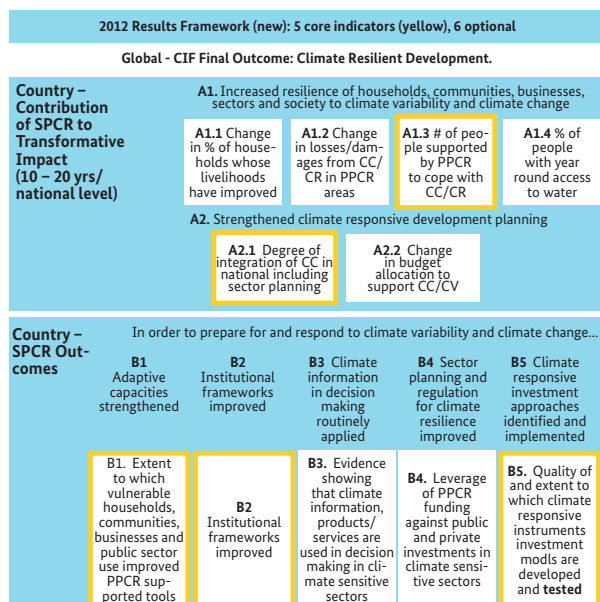 2012 Results Framework (new): 5 core indicators (yellow), 6 optional
Global - CIF Final Outcome: Climate Resilient Development.
Country –
Contribution
of SPCR to
Transformative
Impact
(10 – 20 yrs/
national level)
A1. Increased resilience of households, communities, businesses,
sectors and society to climate variability and climate change
A1.1 Change
in % of house-
holds whose
livelihoods
have improved
A1.2 Change
in losses/dam-
ages from CC/
CR in PPCR
areas
A1.3 # of peo-
ple supported
by PPCR
to cope with
CC/CR
A1.4 % of
people
with year
round access
to water
A2. Strengthened climate responsive development planning
A2.1 Degree of
integration of CC in
national including
sector planning
A2.2 Change
in budget
allocation to
support CC/CV
Country –
SPCR Out-
comes
In order to prepare for and respond to climate variability and climate change...
B1
Adaptive
capacities
strengthened
B2
Institutional
frameworks
improved
B3 Climate
information
in decision
making
routinely
applied
B4 Sector
planning and
regulation
for climate
resilience
improved
B5 Climate
responsive
investment
approaches
identified and
implemented
B1. Extent
to which
vulnerable
households,
communities,
businesses and
public sector
use improved
PPCR sup-
ported tools
B2
Institutional
frameworks
improved
B3. Evidence
showing
that climate
information,
products/
services are
used in decision
making in cli-
mate sensitive
sectors
B4. Leverage
of PPCR
funding
against public
and private
investments in
climate sensi-
tive sectors
B5. Quality of
and extent to
which climate
responsive
instruments
investment
modls are
developed
and tested